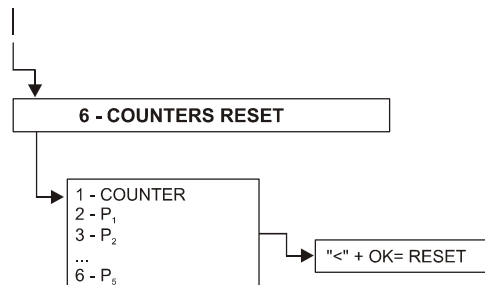 6 - COUNTERS RESET
1 - COUNTER
2 - P₁
3 - P₂
...
6 - P₅
"<" + OK= RESET